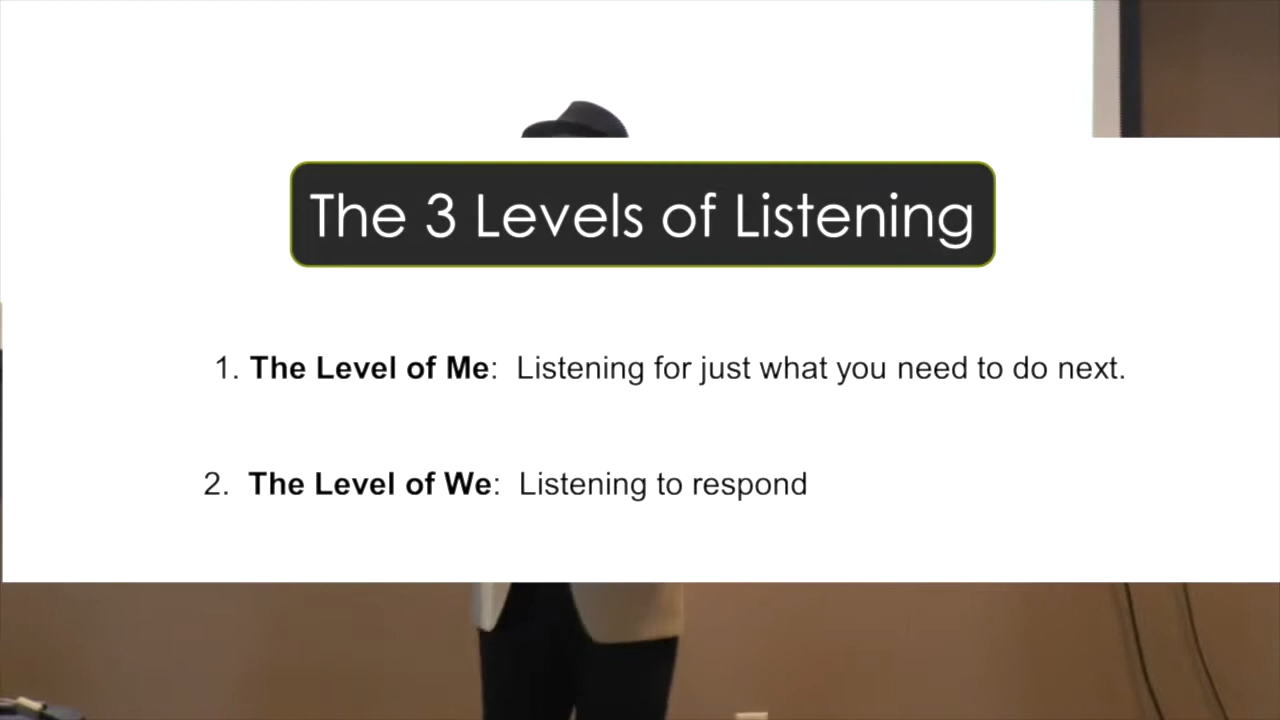 The 3 Levels of Listening
1. The Level of Me: Listening for just what you need to do next.
2. The Level of We: Listening to respond